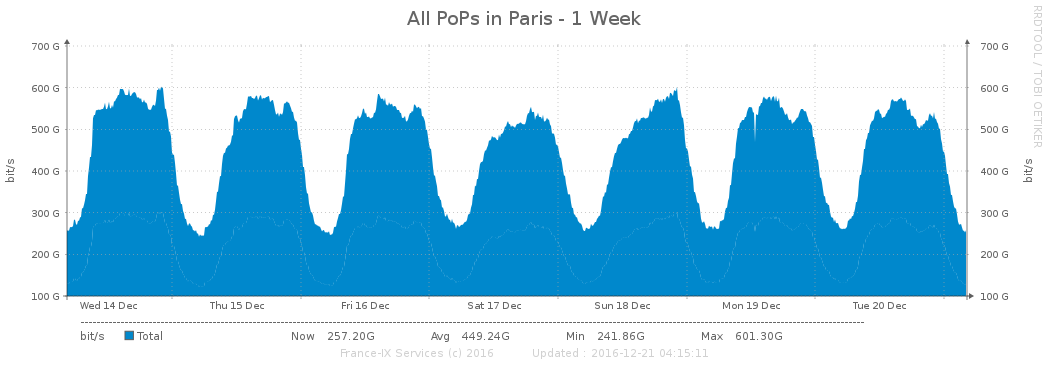 All PoPs in Paris - 1 Week
RRDTOOL / TOBI OETIKER
700 G 700 G
600 G 600 G
500 G 500 G
400 G 400 G
300 G 300 G
200 G 200 G
100 G 100 G
bit/s bit/s
Wed 14 Dec Thu 15 Dec Fri 16 Dec Sat 17 Dec Sun 18 Dec Mon 19 Dec Tue 20 Dec
bit/s Total Now 257.20G Avg 449.24G Min 241.86G Max 601.30G
France-IX Services (c) 2016 Updated : 2016-12-21 04:15:11